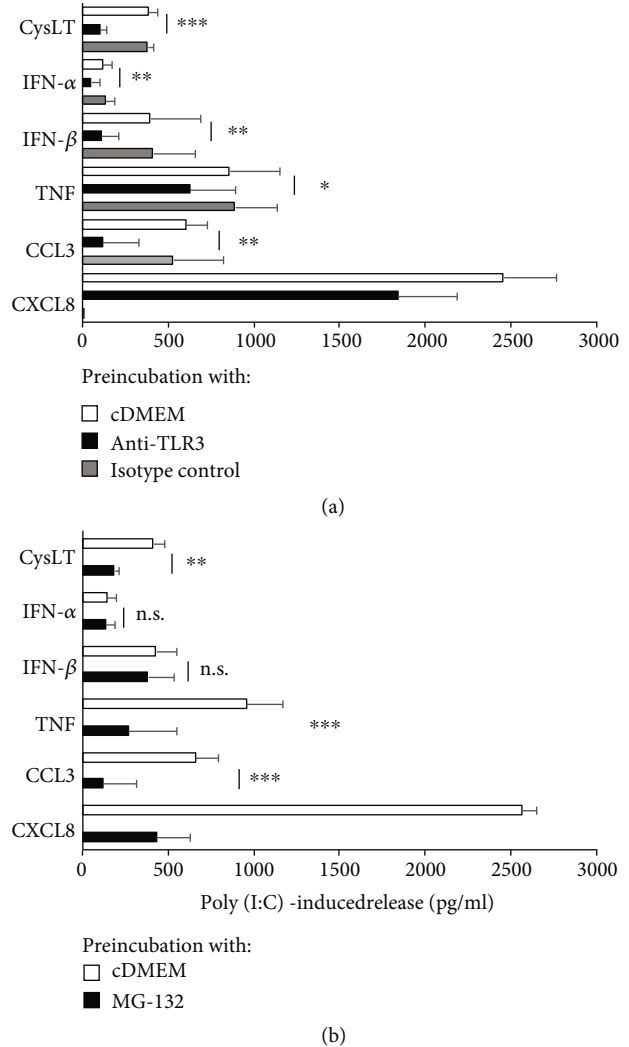 CysLT
***
IFN-α
**
IFN-β
**
TNF
*
CCL3
**
CXCL8
0 500 1000 1500 2000 2500 3000
Preincubation with:
cDMEM
Anti-TLR3
Isotype control
(a)
CysLT
**
IFN-α
n.s.
IFN-β
n.s.
TNF
***
CCL3
***
CXCL8
0 500 1000 1500 2000 2500 3000
Poly (I:C) -inducedrelease (pg/ml)
Preincubation with:
cDMEM
MG-132
(b)